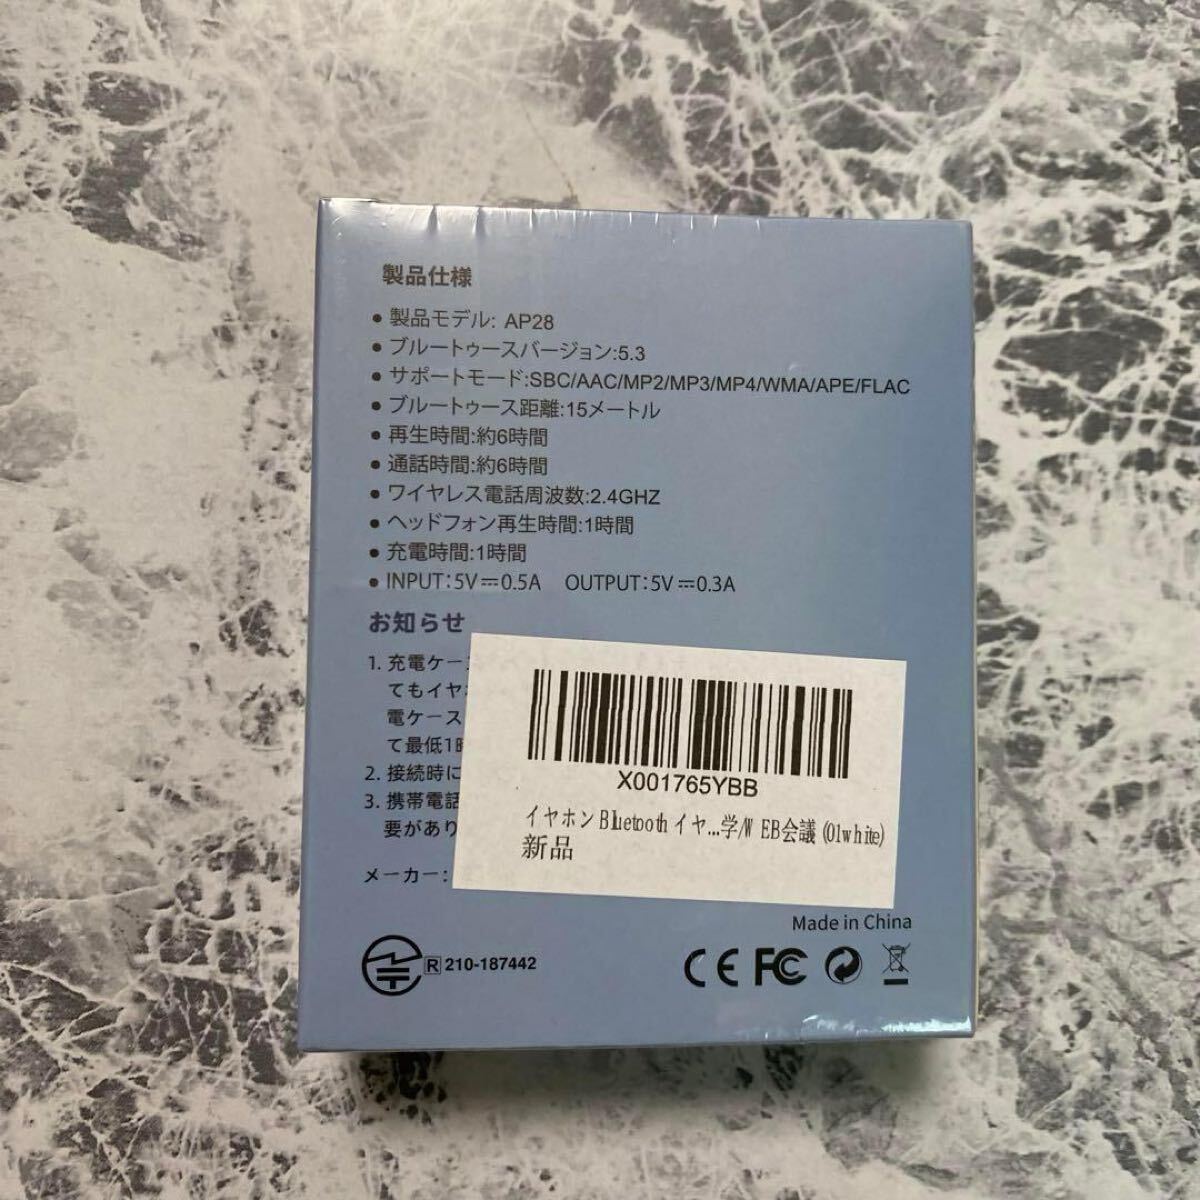 製品仕様
● 製品モデル: AP28
● ブルートゥースバージョン:5.3
● サポートモード:SBC/AAC/MP2/MP3/MP4/WMA/APE/FLAC
● ブルートゥース距離:15メートル
● 再生時間:約6時間
● 通話時間:約6時間
● ワイヤレス電話周波数:2.4GHZ
● ヘッドフォン再生時間:1時間
● 充電時間:1時間
● INPUT:5V⎓0.5A OUTPUT:5V⎓0.3A
お知らせ
1. 充電ケー
てもイヤ
電ケース
て最低1時
2. 接続時に
3. 携帯電話
要があり
メーカー:
X001765YBB
イヤホン Bluetooth イヤ...学/WEB会議 (01white)
新品
Made in China
R 210-187442
CE FC